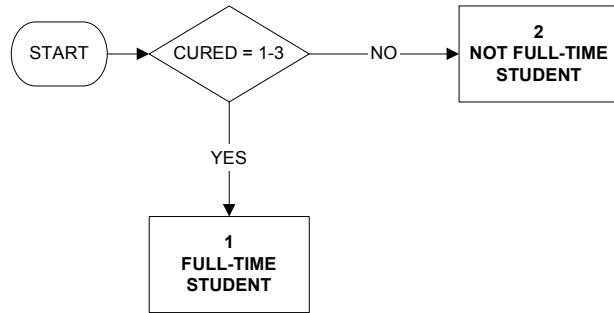 START
CURED = 1-3
NO
2
NOT FULL-TIME
STUDENT
YES
1
FULL-TIME
STUDENT